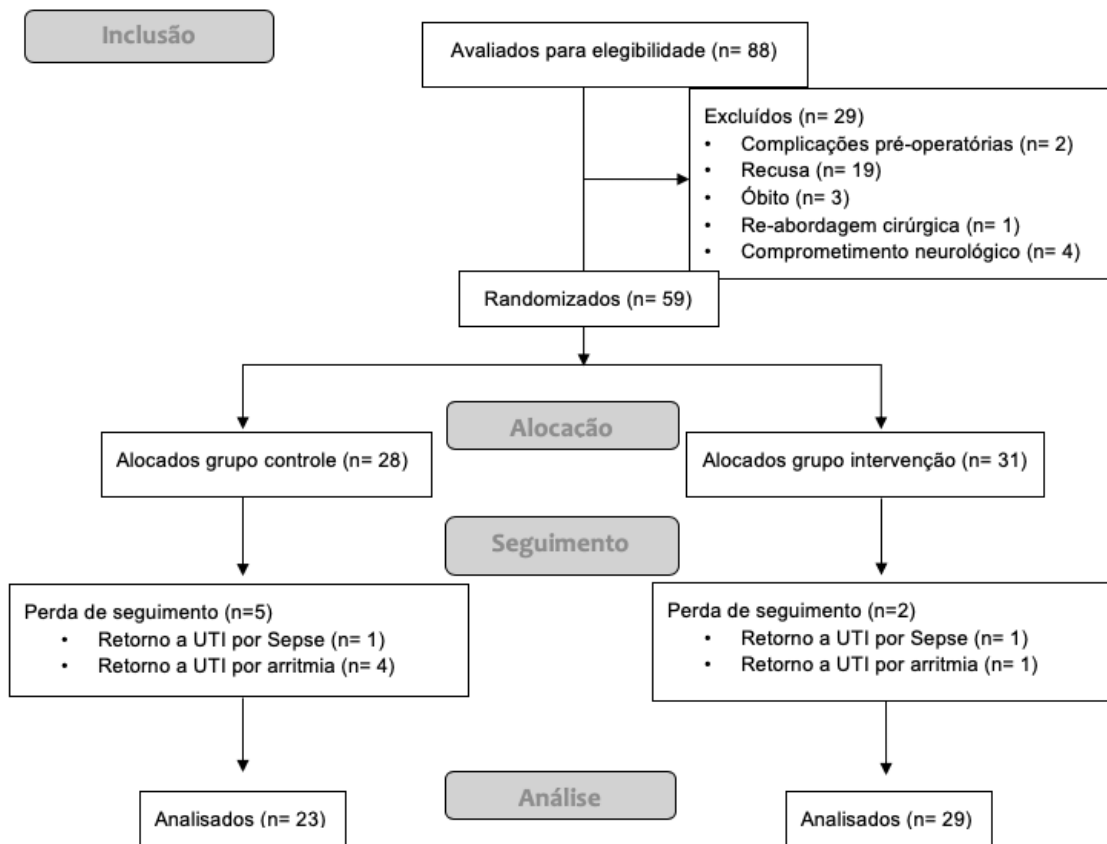 Inclusão
Avaliados para elegibilidade (n= 88)
Excluídos (n= 29)
• Complicações pré-operatórias (n= 2)
• Recusa (n= 19)
• Óbito (n= 3)
• Re-abordagem cirúrgica (n= 1)
• Comprometimento neurológico (n= 4)
Randomizados (n= 59)
Alocação
Alocados grupo controle (n= 28)
Alocados grupo intervenção (n= 31)
Seguimento
Perda de seguimento (n=5)
• Retorno a UTI por Sepse (n= 1)
• Retorno a UTI por arritmia (n= 4)
Perda de seguimento (n=2)
• Retorno a UTI por Sepse (n= 1)
• Retorno a UTI por arritmia (n= 1)
Análise
Analisados (n= 23)
Analisados (n= 29)